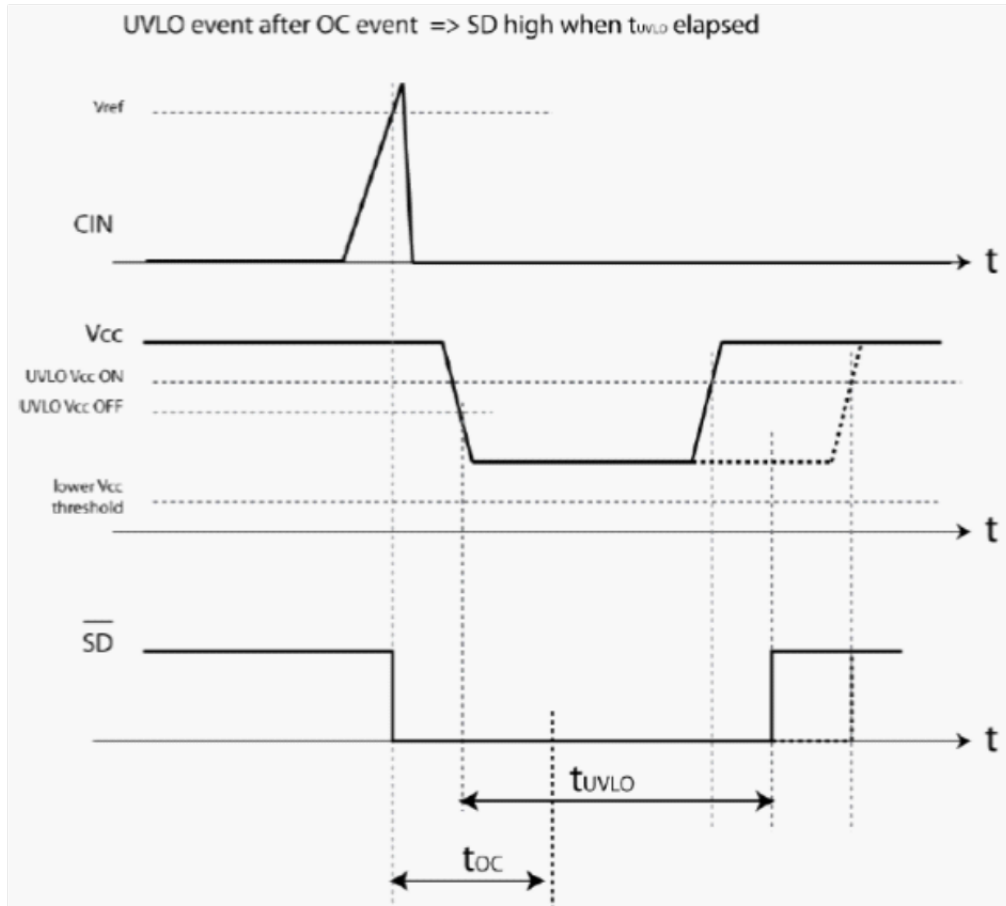 UVLO event after OC event => SD high when tUVLO elapsed
Vref
CIN
t
Vcc
UVLO Vcc ON
UVLO Vcc OFF
lower Vcc
threshold
t
SD
t
tUVLO
tOC